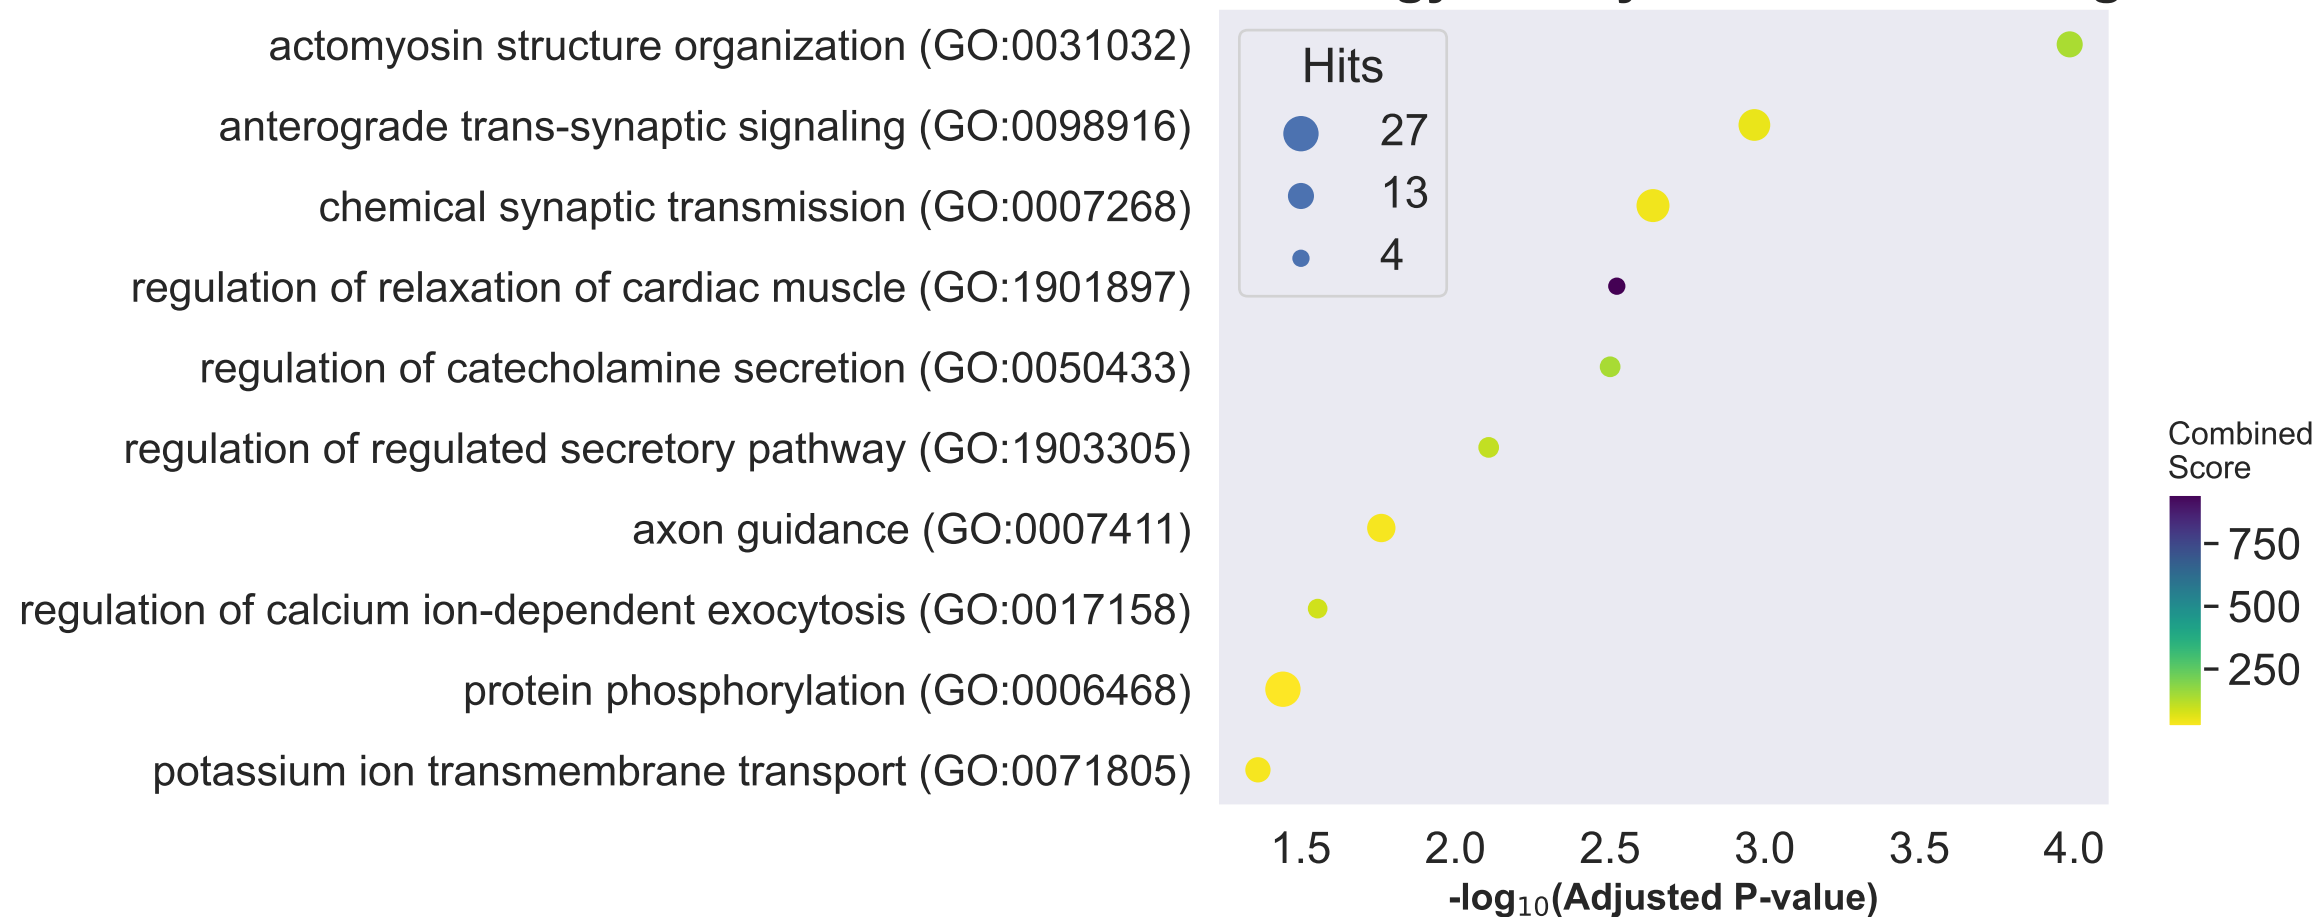 actomyosin structure organization (GO:0031032)
anterograde trans-synaptic signaling (GO:0098916)
chemical synaptic transmission (GO:0007268)
regulation of relaxation of cardiac muscle (GO:1901897)
regulation of catecholamine secretion (GO:0050433)
regulation of regulated secretory pathway (GO:1903305)
axon guidance (GO:0007411)
regulation of calcium ion-dependent exocytosis (GO:0017158)
protein phosphorylation (GO:0006468)
potassium ion transmembrane transport (GO:0071805)
Hits
27
13
4
Combined
Score
750
500
250
1.5 2.0 2.5 3.0 3.5 4.0
-log₁₀(Adjusted P-value)